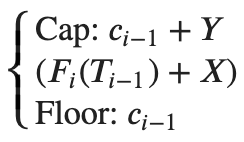 Cap: c_{i−1} + Y
(F_i(T_{i−1}) + X)
Floor: c_{i−1}